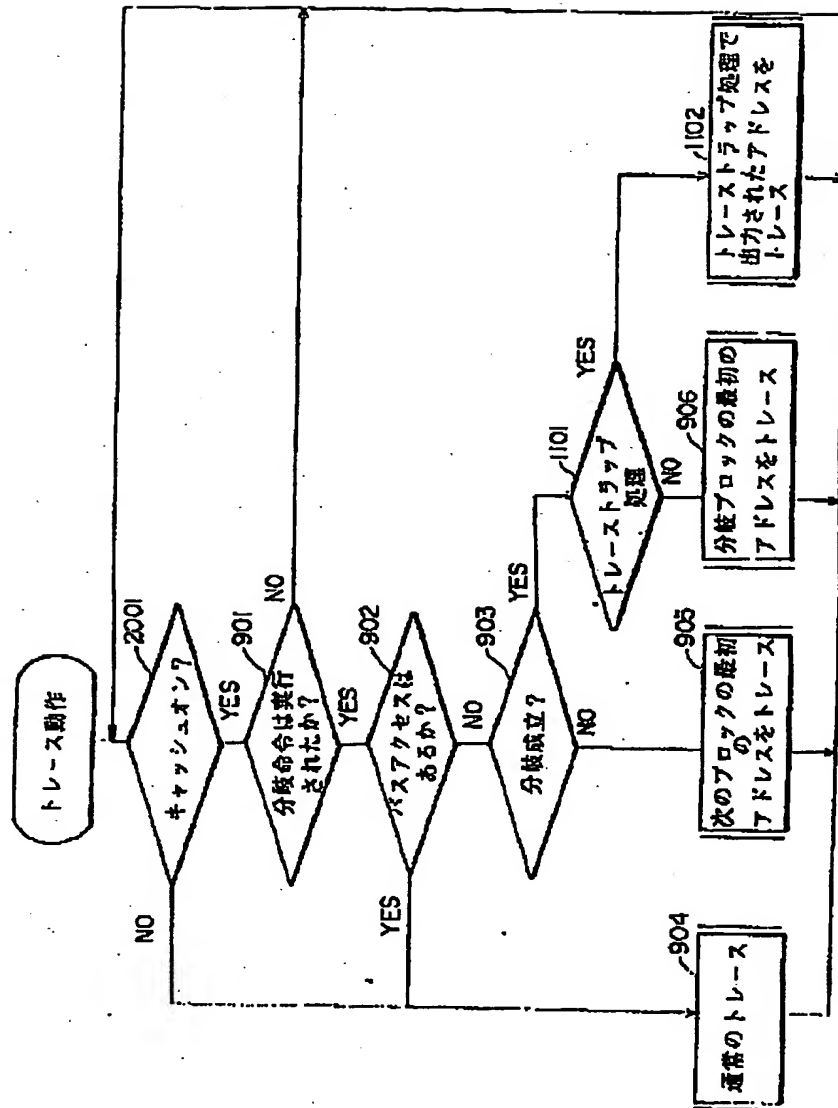 トレース動作
2001
キャッシュオン?
NO
YES
901
分岐命令は実行
されたか?
NO
YES
902
バスアクセスは
あるか?
YES
NO
903
分岐成立?
YES
NO
1101
トレーストラップ
処理
YES
NO
904
通常のトレース
905
次のブロックの最初
の
アドレスをトレース
906
分岐ブロックの最初の
アドレスをトレース
1102
トレーストラップ処理で
出力されたアドレスを
トレース